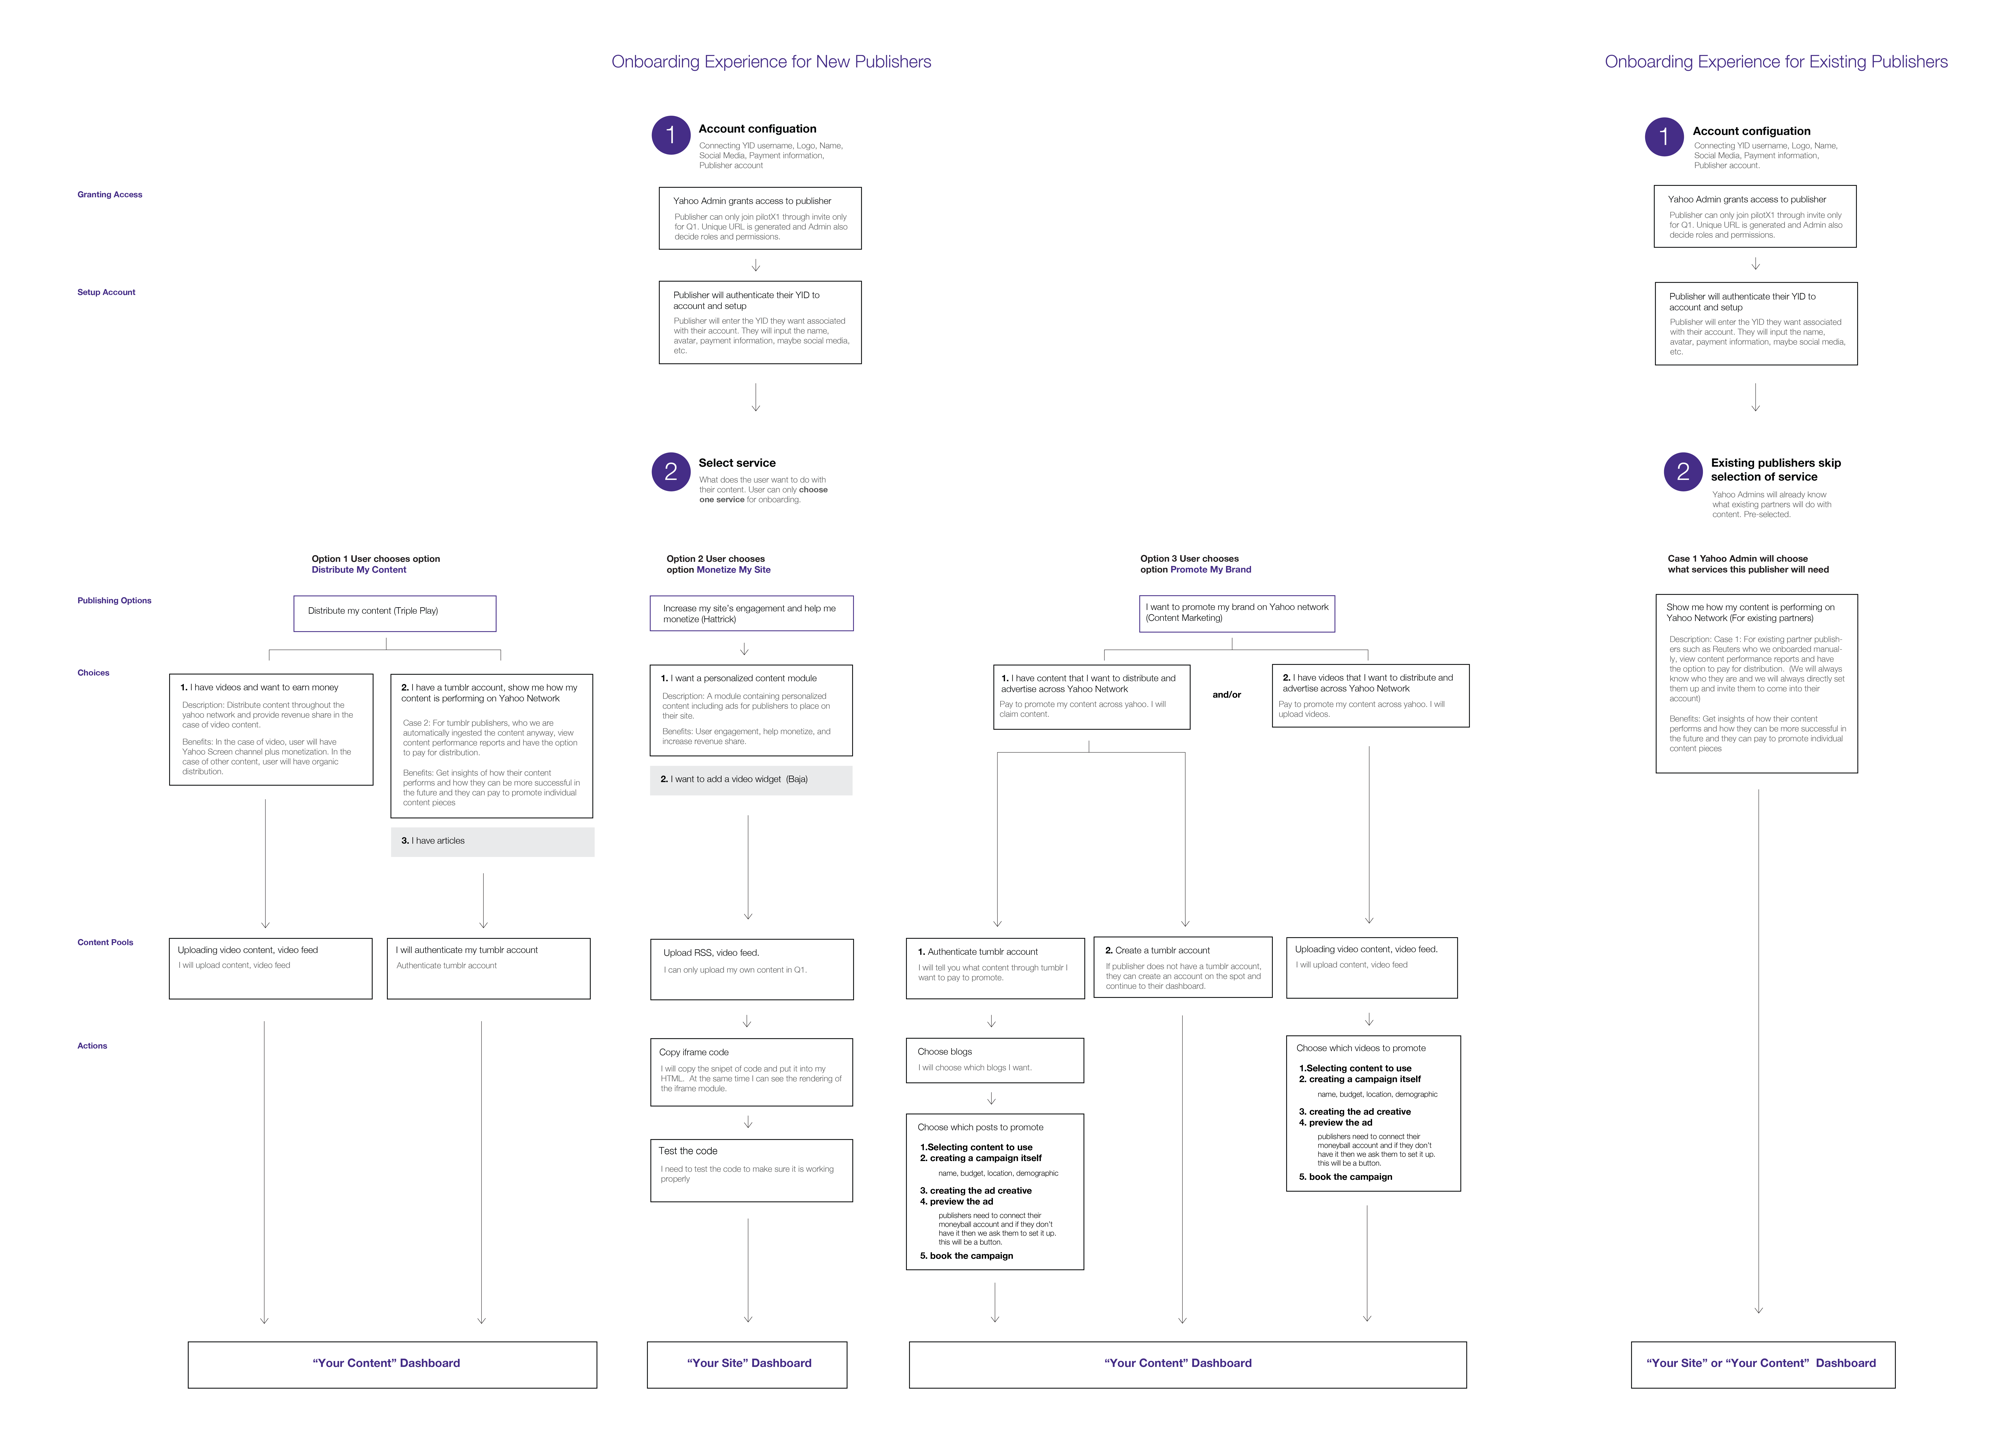 Onboarding Experience for New Publishers
Onboarding Experience for Existing Publishers
1
Account configuation
Connecting YID username, Logo, Name,
Social Media, Payment information,
Publisher account
1
Account configuation
Connecting YID username, Logo, Name,
Social Media, Payment information,
Publisher account.
Granting Access
Yahoo Admin grants access to publisher
Publisher can only join pilotX1 through invite only
for Q1. Unique URL is generated and Admin also
decide roles and permissions.
Yahoo Admin grants access to publisher
Publisher can only join pilotX1 through invite only
for Q1. Unique URL is generated and Admin also
decide roles and permissions.
Setup Account
Publisher will authenticate their YID to
account and setup
Publisher will enter the YID they want associated
with their account. They will input the name,
avatar, payment information, maybe social media,
etc.
Publisher will authenticate their YID to
account and setup
Publisher will enter the YID they want associated
with their account. They will input the name,
avatar, payment information, maybe social media,
etc.
2
Select service
What does the user want to do with
their content. User can only choose
one service for onboarding.
2
Existing publishers skip
selection of service
Yahoo Admins will already know
what existing partners will do with
content. Pre-selected.
Option 1 User chooses option
Distribute My Content
Option 2 User chooses
option Monetize My Site
Option 3 User chooses
option Promote My Brand
Case 1 Yahoo Admin will choose
what services this publisher will need
Publishing Options
Distribute my content (Triple Play)
Increase my site's engagement and help me
monetize (Hattrick)
I want to promote my brand on Yahoo network
(Content Marketing)
Show me how my content is performing on
Yahoo Network (For existing partners)
Description: Case 1: For existing partner publish-
ers such as Reuters who we onboarded manual-
ly, view content performance reports and have
the option to pay for distribution.  (We will always
know who they are and we will always directly set
them up and invite them to come into their
account)
Benefits: Get insights of how their content
performs and how they can be more successful in
the future and they can pay to promote individual
content pieces
Choices
1. I have videos and want to earn money
Description: Distribute content throughout the
yahoo network and provide revenue share in the
case of video content.
Benefits: In the case of video, user will have
Yahoo Screen channel plus monetization. In the
case of other content, user will have organic
distribution.
2. I have a tumblr account, show me how my
content is performing on Yahoo Network
Case 2: For tumblr publishers, who we are
automatically ingested the content anyway, view
content performance reports and have the option
to pay for distribution.
Benefits: Get insights of how their content
performs and how they can be more successful in
the future and they can pay to promote individual
content pieces
3. I have articles
1. I want a personalized content module
Description: A module containing personalized
content including ads for publishers to place on
their site.
Benefits: User engagement, help monetize, and
increase revenue share.
2. I want to add a video widget  (Baja)
1. I have content that I want to distribute and
advertise across Yahoo Network
Pay to promote my content across yahoo. I will
claim content.
and/or
2. I have videos that I want to distribute and
advertise across Yahoo Network
Pay to promote my content across yahoo. I will
upload videos.
Content Pools
Uploading video content, video feed
I will upload content, video feed
I will authenticate my tumblr account
Authenticate tumblr account
Upload RSS, video feed.
I can only upload my own content in Q1.
1. Authenticate tumblr account
I will tell you what content through tumblr I
want to pay to promote.
2. Create a tumblr account
If publisher does not have a tumblr account,
they can create an account on the spot and
continue to their dashboard.
Uploading video content, video feed.
I will upload content, video feed
Actions
Copy iframe code
I will copy the snipet of code and put it into my
HTML.  At the same time I can see the rendering of
the iframe module.
Test the code
I need to test the code to make sure it is working
properly
Choose blogs
I will choose which blogs I want.
Choose which posts to promote
1.Selecting content to use
2. creating a campaign itself
name, budget, location, demographic
3. creating the ad creative
4. preview the ad
publishers need to connect their
moneyball account and if they don't
have it then we ask them to set it up.
this will be a button.
5. book the campaign
Choose which videos to promote
1.Selecting content to use
2. creating a campaign itself
name, budget, location, demographic
3. creating the ad creative
4. preview the ad
publishers need to connect their
moneyball account and if they don't
have it then we ask them to set it up.
this will be a button.
5. book the campaign
“Your Content” Dashboard
“Your Site” Dashboard
“Your Content” Dashboard
“Your Site” or “Your Content”  Dashboard